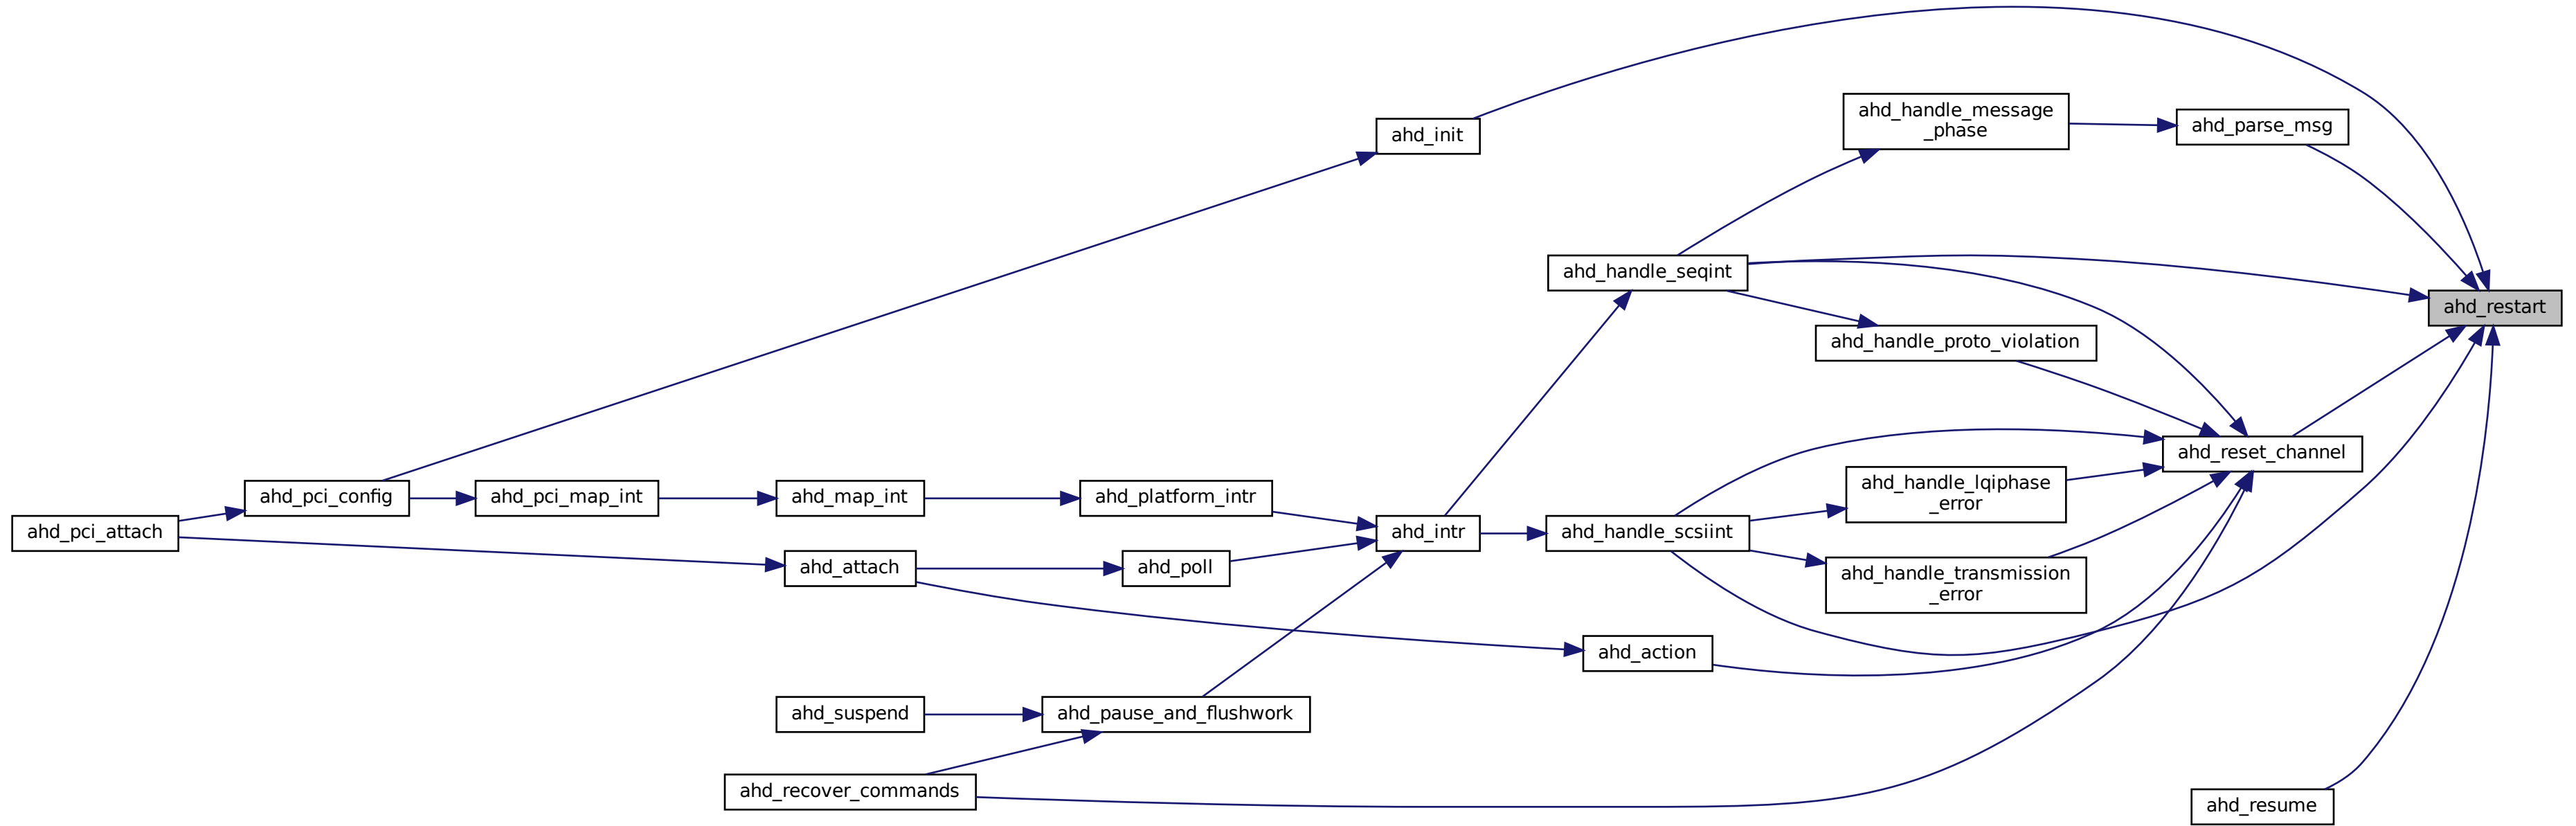 ahd_handle_message
_phase
ahd_parse_msg
ahd_init
ahd_handle_seqint
ahd_restart
ahd_handle_proto_violation
ahd_reset_channel
ahd_handle_lqiphase
_error
ahd_pci_config
ahd_pci_map_int
ahd_map_int
ahd_platform_intr
ahd_pci_attach
ahd_intr
ahd_handle_scsiint
ahd_attach
ahd_poll
ahd_handle_transmission
_error
ahd_action
ahd_suspend
ahd_pause_and_flushwork
ahd_recover_commands
ahd_resume